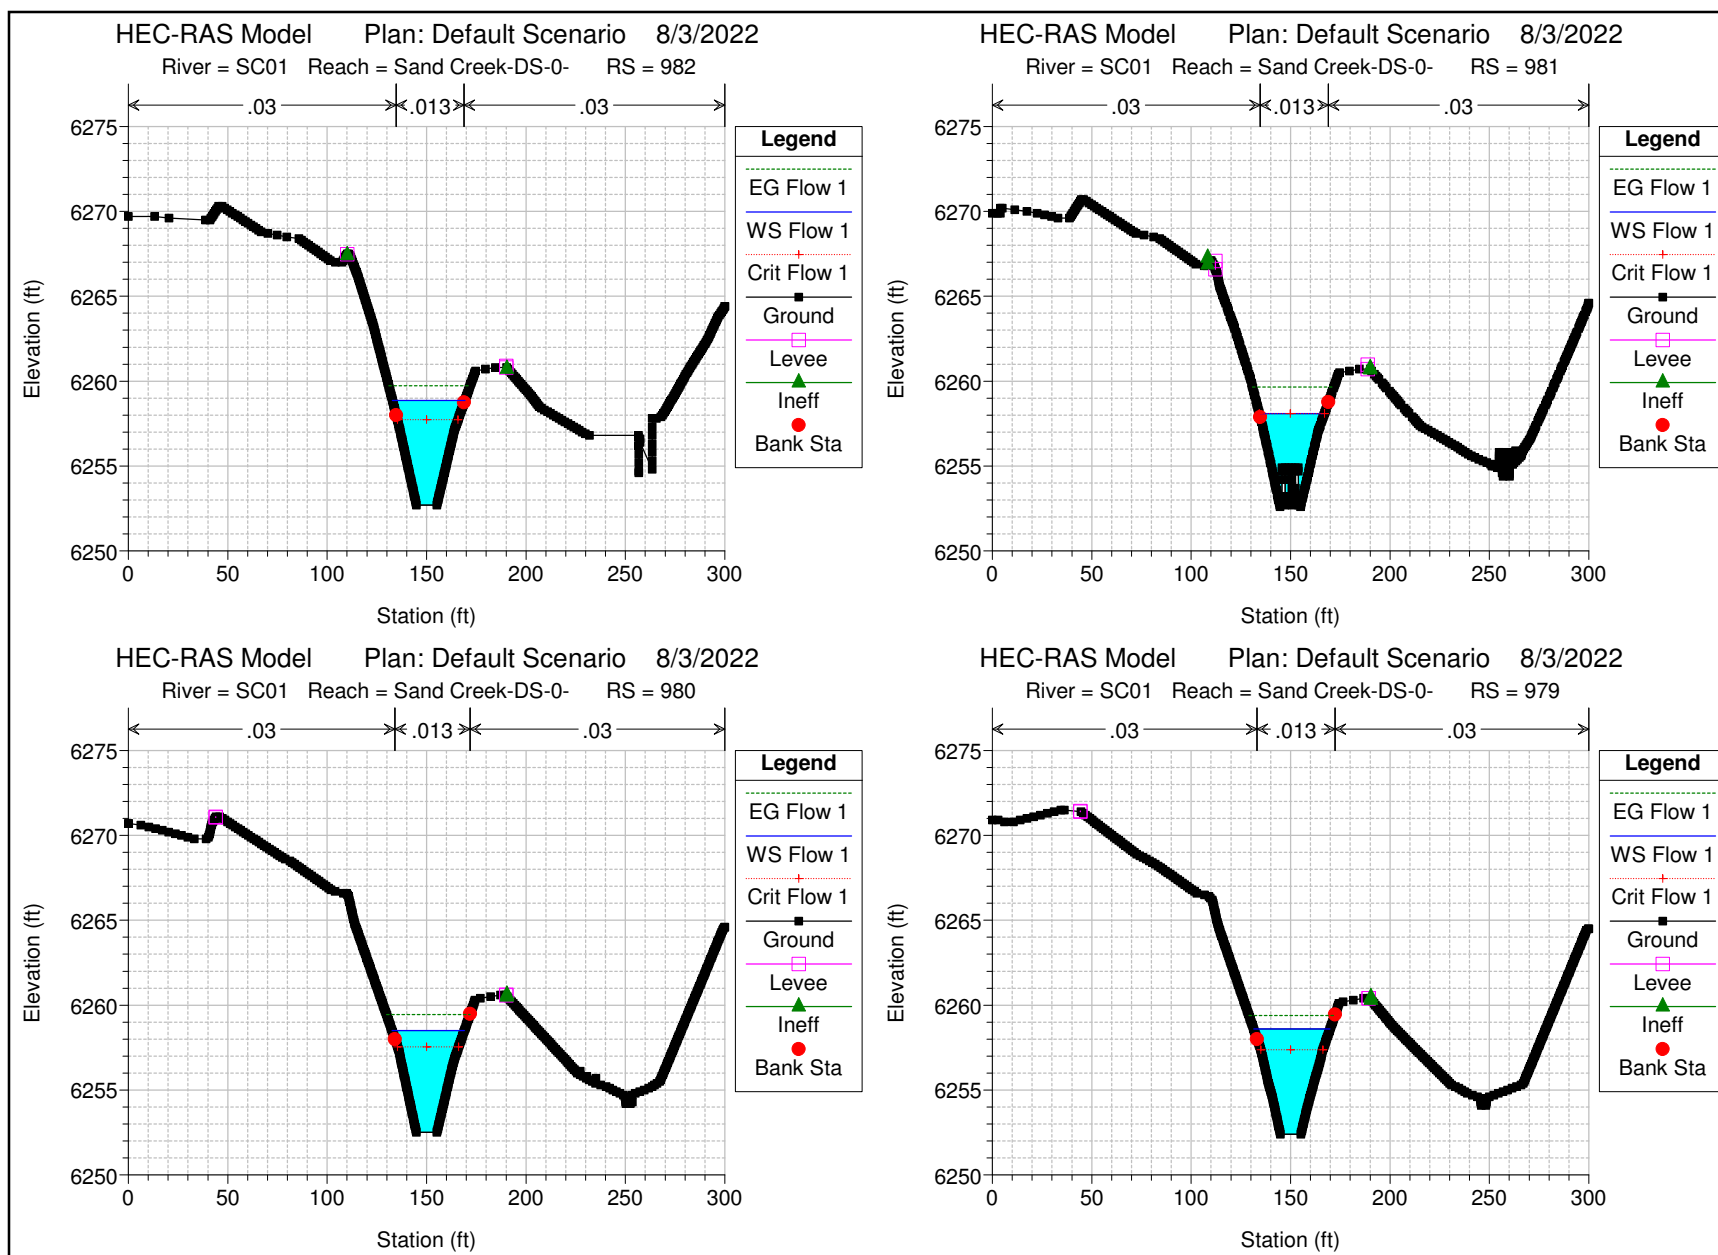 HEC-RAS Model Plan: Default Scenario 8/3/2022
River = SC01 Reach = Sand Creek-DS-0- RS = 982
.03 .013 .03
6275
6270
6265
6260
6255
6250
Elevation (ft)
0 50 100 150 200 250 300
Station (ft)
Legend
EG Flow 1
WS Flow 1
Crit Flow 1
Ground
Levee
Ineff
Bank Sta
HEC-RAS Model Plan: Default Scenario 8/3/2022
River = SC01 Reach = Sand Creek-DS-0- RS = 981
.03 .013 .03
6275
6270
6265
6260
6255
6250
Elevation (ft)
0 50 100 150 200 250 300
Station (ft)
Legend
EG Flow 1
WS Flow 1
Crit Flow 1
Ground
Levee
Ineff
Bank Sta
HEC-RAS Model Plan: Default Scenario 8/3/2022
River = SC01 Reach = Sand Creek-DS-0- RS = 980
.03 .013 .03
6275
6270
6265
6260
6255
6250
Elevation (ft)
0 50 100 150 200 250 300
Station (ft)
Legend
EG Flow 1
WS Flow 1
Crit Flow 1
Ground
Levee
Ineff
Bank Sta
HEC-RAS Model Plan: Default Scenario 8/3/2022
River = SC01 Reach = Sand Creek-DS-0- RS = 979
.03 .013 .03
6275
6270
6265
6260
6255
6250
Elevation (ft)
0 50 100 150 200 250 300
Station (ft)
Legend
EG Flow 1
WS Flow 1
Crit Flow 1
Ground
Levee
Ineff
Bank Sta